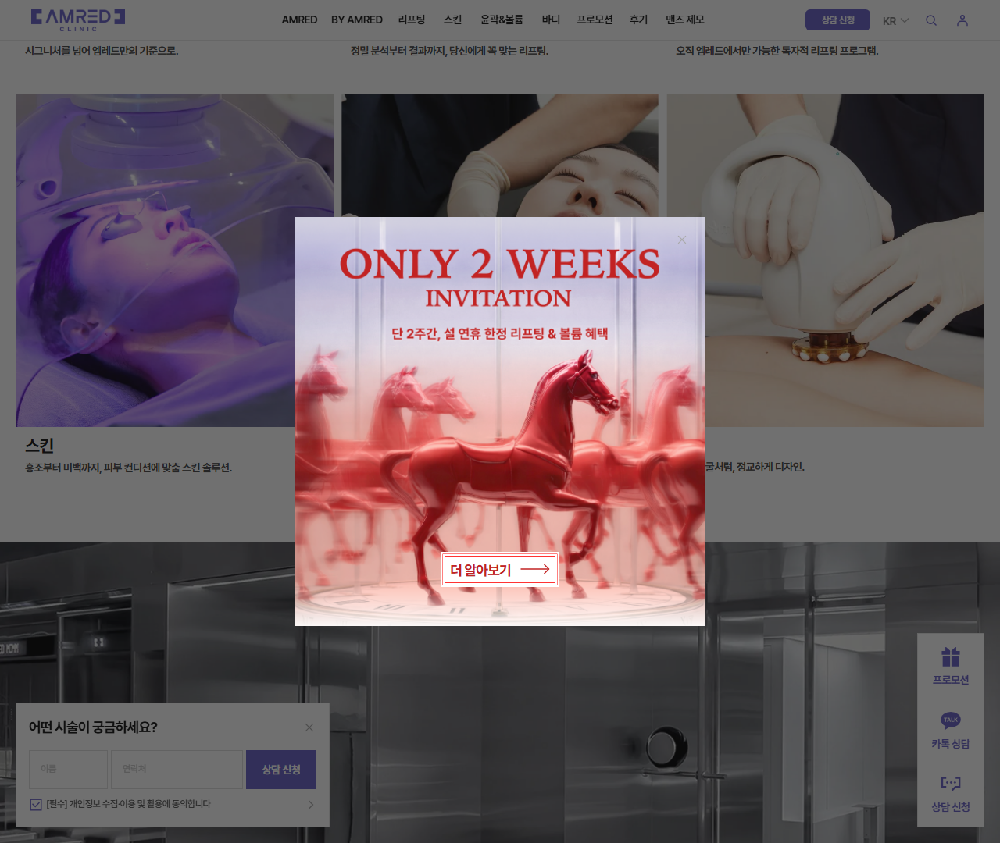 AMRED
CLINIC
AMRED BY AMRED 리프팅 스킨 윤곽&볼륨 바디 프로모션 후기 맨즈 제모
상담 신청 KR
시그니처를 넘어 엠레드만의 기준으로.
정밀 분석부터 결과까지, 당신에게 꼭 맞는 리프팅.
오직 엠레드에서만 가능한 독자적 리프팅 프로그램.
ONLY 2 WEEKS
INVITATION
단 2주간, 설 연휴 한정 리프팅 & 볼륨 혜택
더 알아보기
스킨
홍조부터 미백까지, 피부 컨디션에 맞춤 스킨 솔루션.
굴처럼, 정교하게 디자인.
프로모션
TALK
카톡 상담
상담 신청
어떤 시술이 궁금하세요?
이름
연락처
상담 신청
[필수] 개인정보 수집·이용 및 활용에 동의합니다